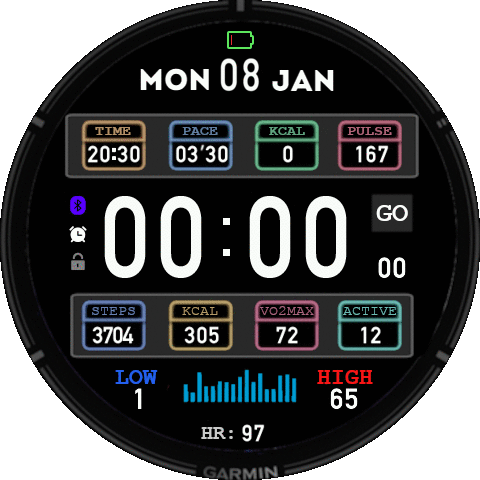 MON 08 JAN
TIME PACE KCAL PULSE
20:30 03'30 0 167
00:00 GO
00
STEPS KCAL VO2MAX ACTIVE
3704 305 72 12
LOW HIGH
1 65
HR: 97
GARMIN